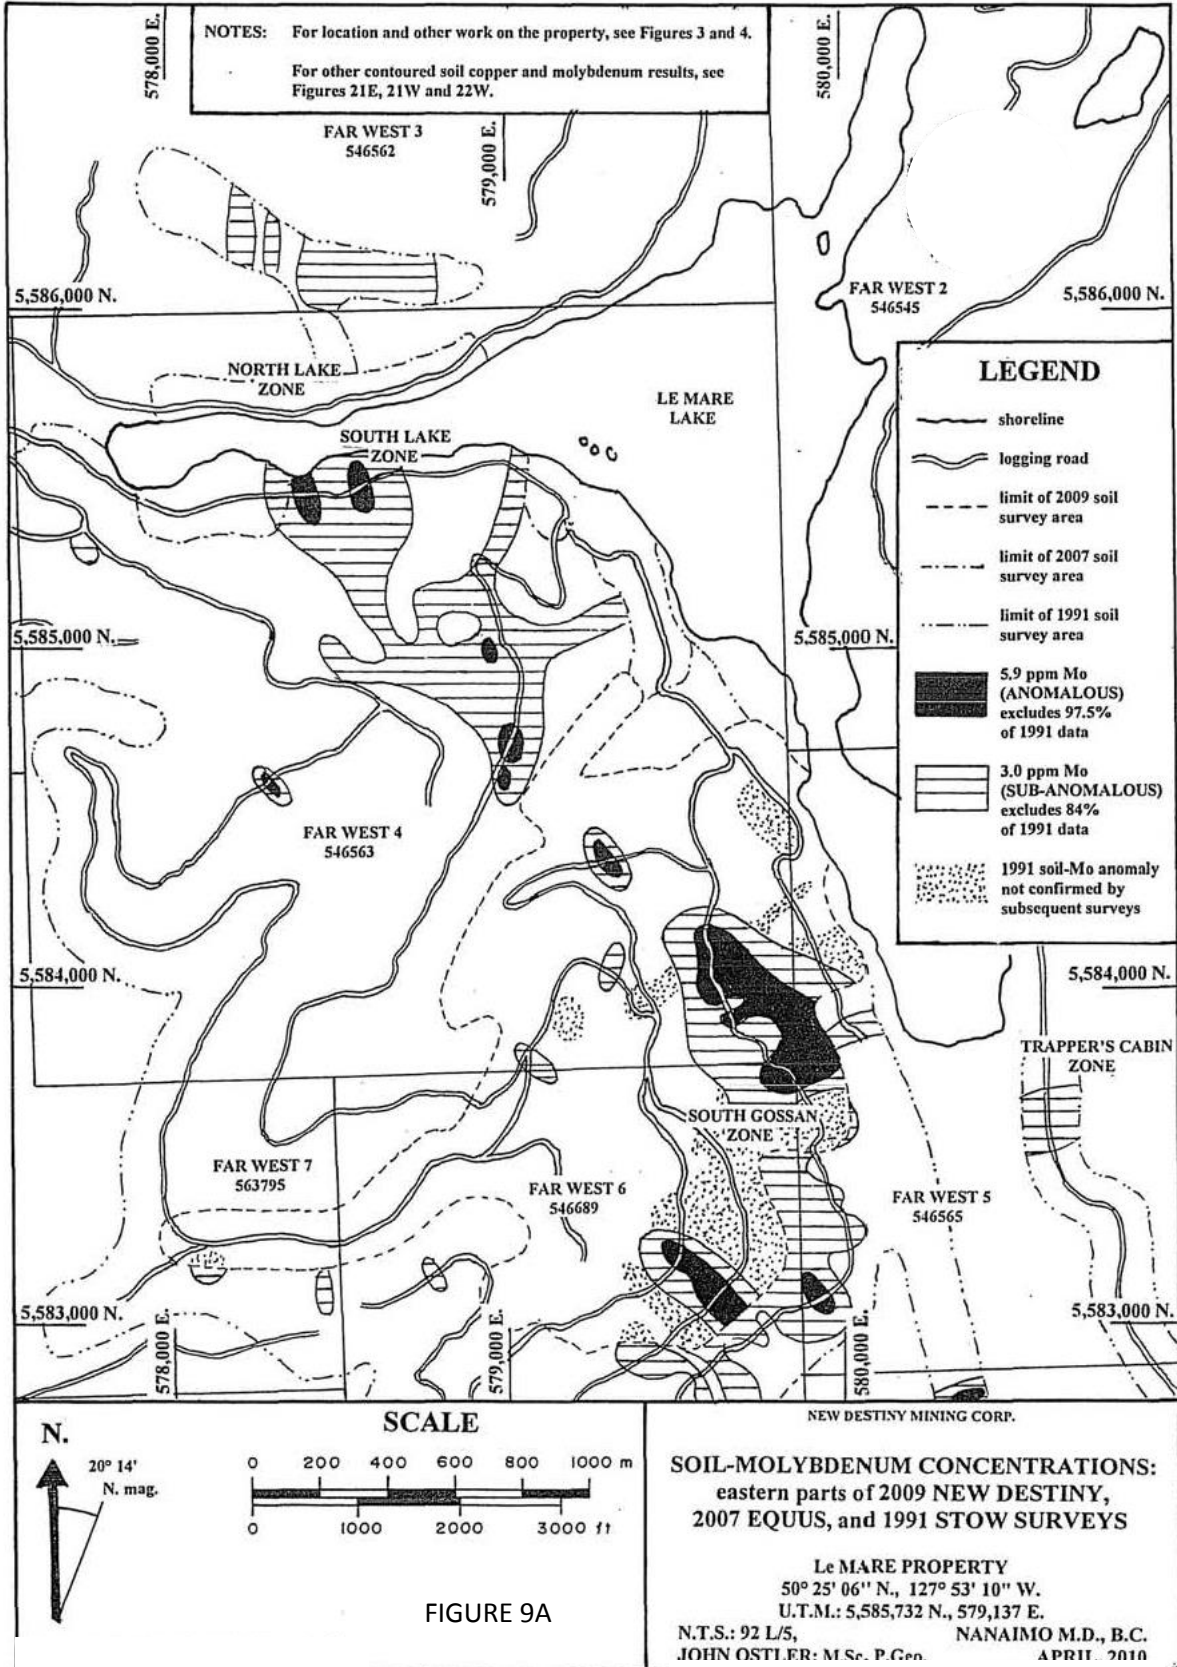 578,000 E.
NOTES: For location and other work on the property, see Figures 3 and 4.
For other contoured soil copper and molybdenum results, see
Figures 21E, 21W and 22W.
580,000 E.
FAR WEST 3
546562
579,000 E.
5,586,000 N.
FAR WEST 2
546545
5,586,000 N.
NORTH LAKE
ZONE
LE MARE
LAKE
SOUTH LAKE
ZONE
LEGEND
shoreline
logging road
limit of 2009 soil
survey area
limit of 2007 soil
survey area
limit of 1991 soil
survey area
5.9 ppm Mo
(ANOMALOUS)
excludes 97.5%
of 1991 data
3.0 ppm Mo
(SUB-ANOMALOUS)
excludes 84%
of 1991 data
1991 soil-Mo anomaly
not confirmed by
subsequent surveys
5,585,000 N.
5,585,000 N.
FAR WEST 4
546563
5,584,000 N.
5,584,000 N.
TRAPPER'S CABIN
ZONE
SOUTH GOSSAN
ZONE
FAR WEST 7
563795
FAR WEST 6
546689
FAR WEST 5
546565
5,583,000 N.
5,583,000 N.
578,000 E.
579,000 E.
580,000 E.
N.
20° 14'
N. mag.
SCALE
0 200 400 600 800 1000 m
0 1000 2000 3000 ft
FIGURE 9A
NEW DESTINY MINING CORP.
SOIL-MOLYBDENUM CONCENTRATIONS:
eastern parts of 2009 NEW DESTINY,
2007 EQUUS, and 1991 STOW SURVEYS
Le MARE PROPERTY
50° 25' 06" N., 127° 53' 10" W.
U.T.M.: 5,585,732 N., 579,137 E.
N.T.S.: 92 L/5, NANAIMO M.D., B.C.
JOHN OSTLER: M.Sc. P.Geo. APRIL, 2010